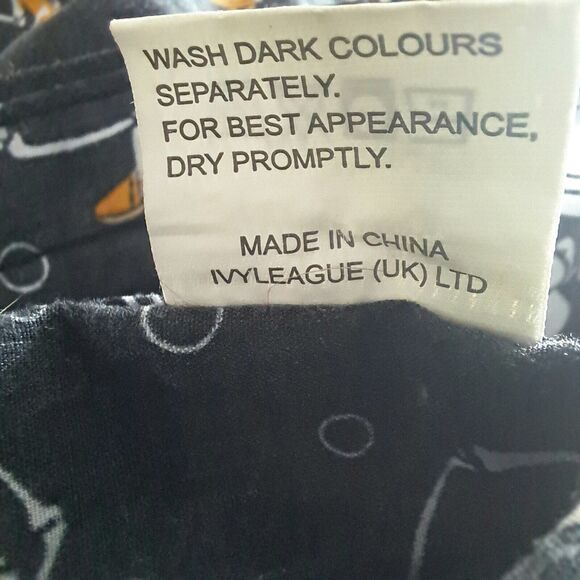 WASH DARK COLOURS
SEPARATELY.
FOR BEST APPEARANCE,
DRY PROMPTLY.
MADE IN CHINA
IVYLEAGUE (UK) LTD